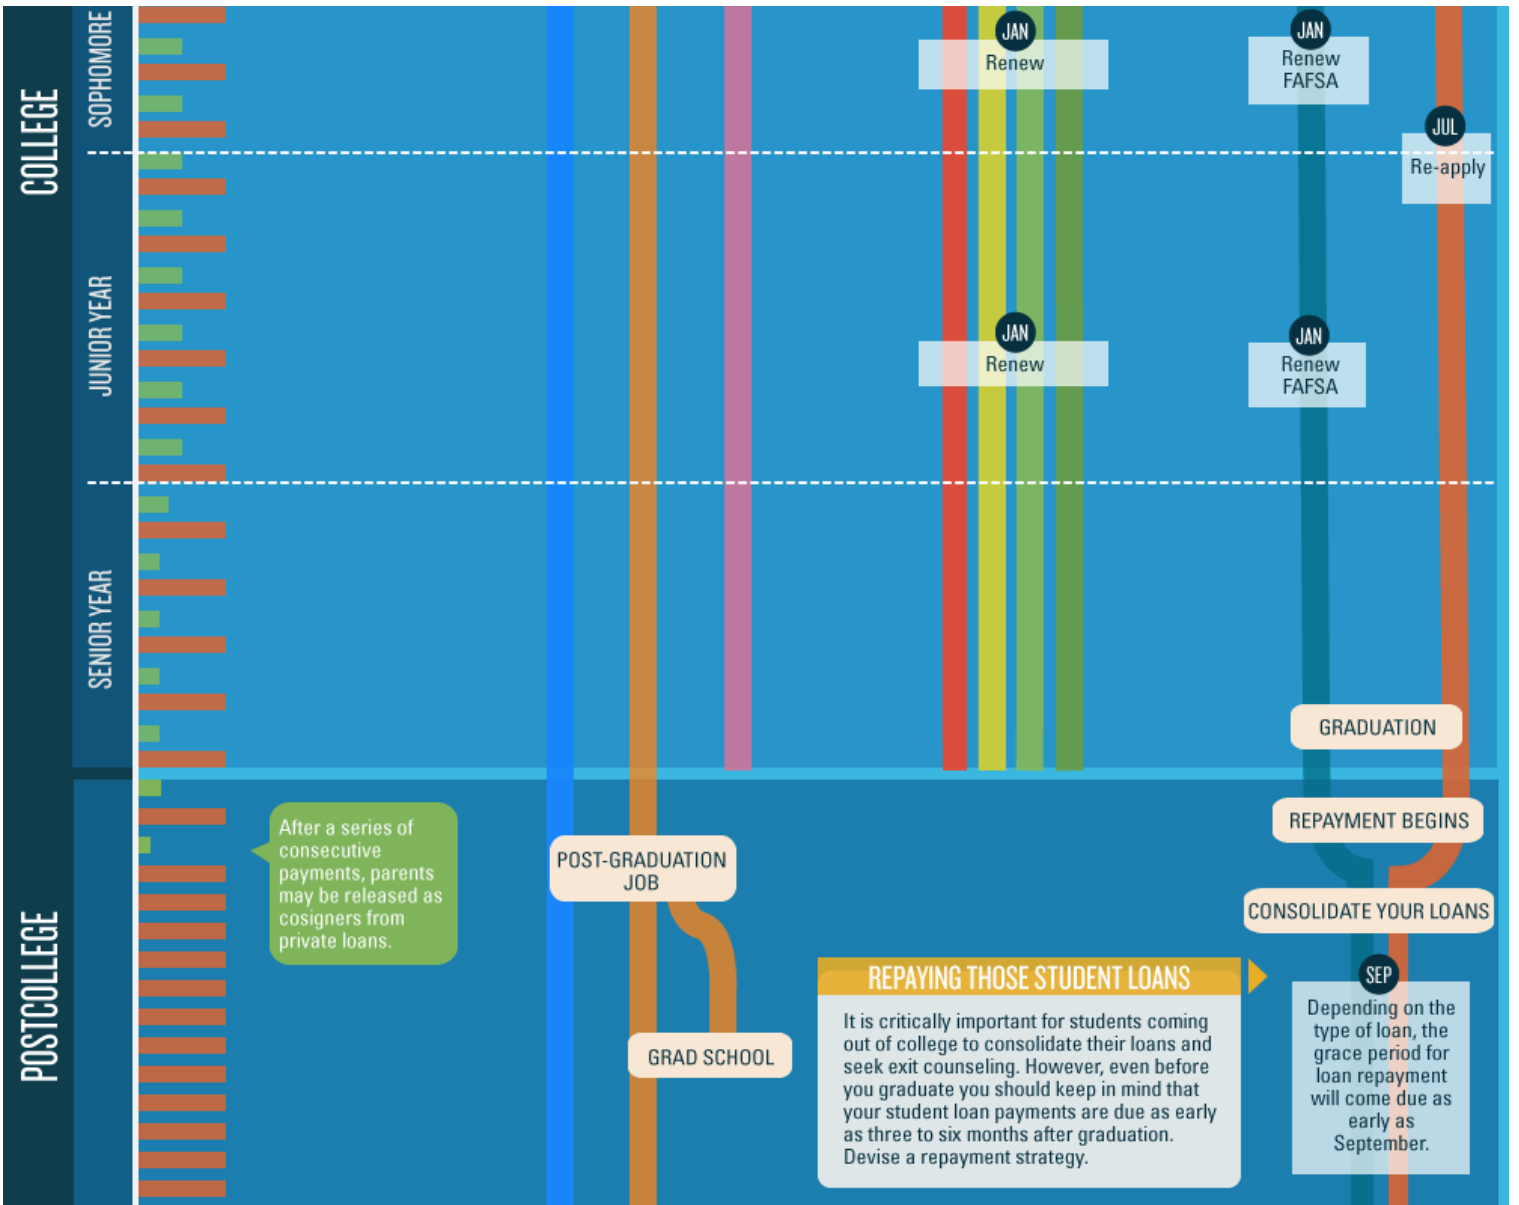 COLLEGE
SOPHOMORE
JAN
Renew
JAN
Renew
FAFSA
JUL
Re-apply
JUNIOR YEAR
JAN
Renew
JAN
Renew
FAFSA
SENIOR YEAR
GRADUATION
POSTCOLLEGE
After a series of
consecutive
payments, parents
may be released as
cosigners from
private loans.
POST-GRADUATION
JOB
GRAD SCHOOL
REPAYMENT BEGINS
CONSOLIDATE YOUR LOANS
REPAYING THOSE STUDENT LOANS
It is critically important for students coming
out of college to consolidate their loans and
seek exit counseling. However, even before
you graduate you should keep in mind that
your student loan payments are due as early
as three to six months after graduation.
Devise a repayment strategy.
SEP
Depending on the
type of loan, the
grace period for
loan repayment
will come due as
early as
September.